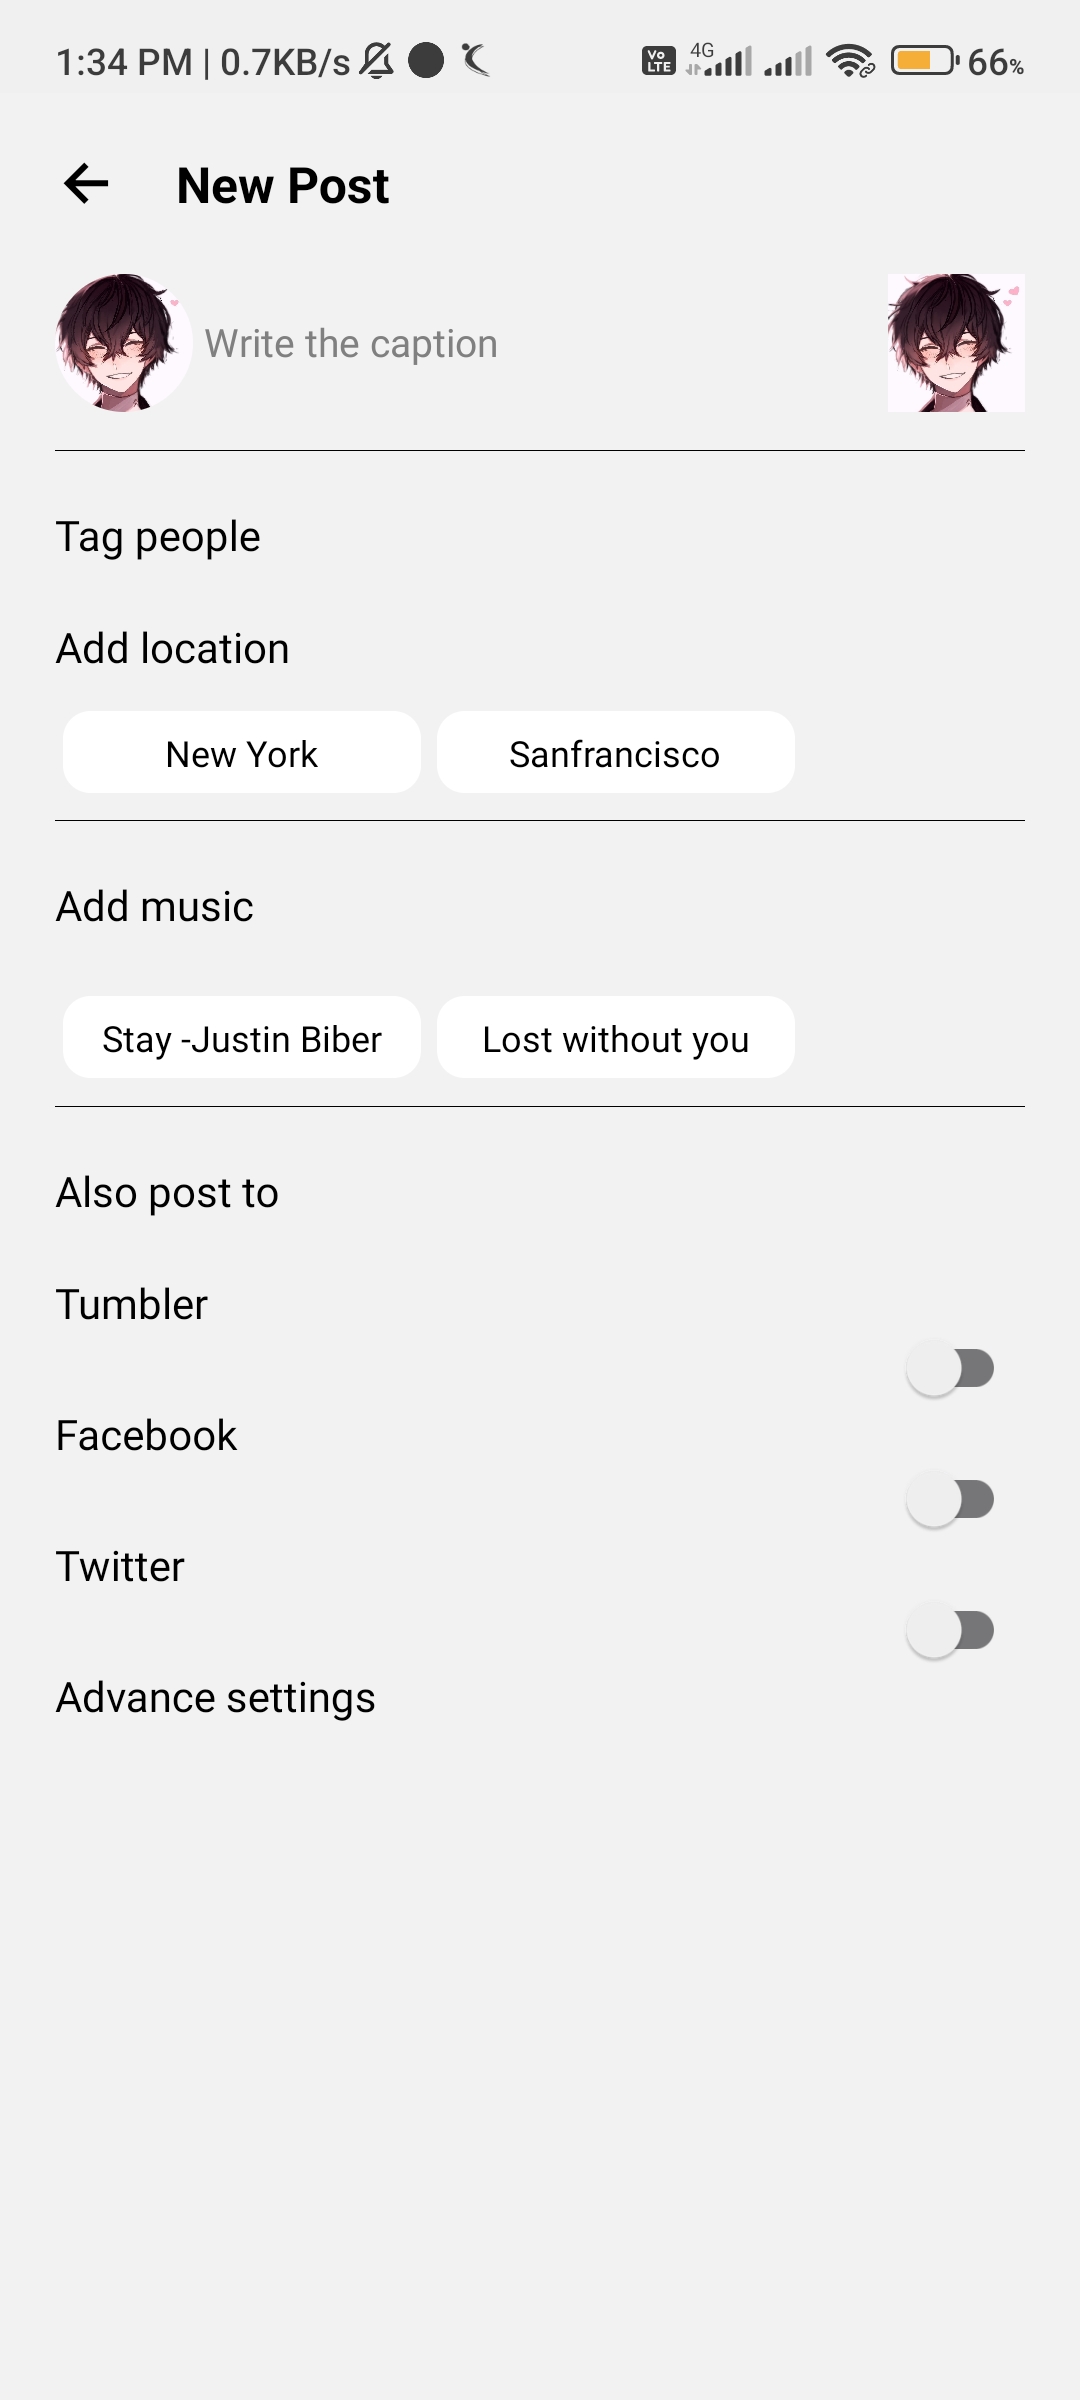 1:34 PM | 0.7KB/s Vo LTE 4G 66%
New Post
Write the caption
Tag people
Add location
New York Sanfrancisco
Add music
Stay -Justin Biber Lost without you
Also post to
Tumbler
Facebook
Twitter
Advance settings